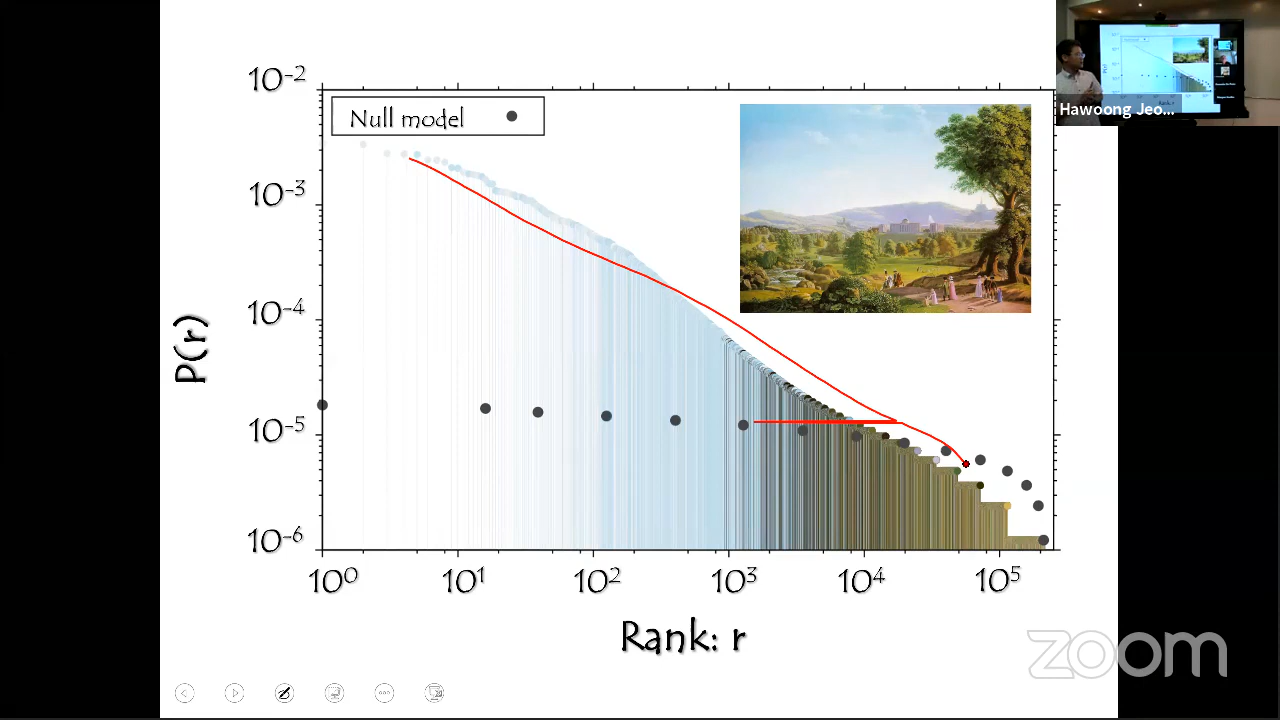 10⁻²
10⁻³
10⁻⁴
10⁻⁵
10⁻⁶
P(r)
Null model
10⁰ 10¹ 10² 10³ 10⁴ 10⁵
Rank: r
Hawoong Jeo...
zoom